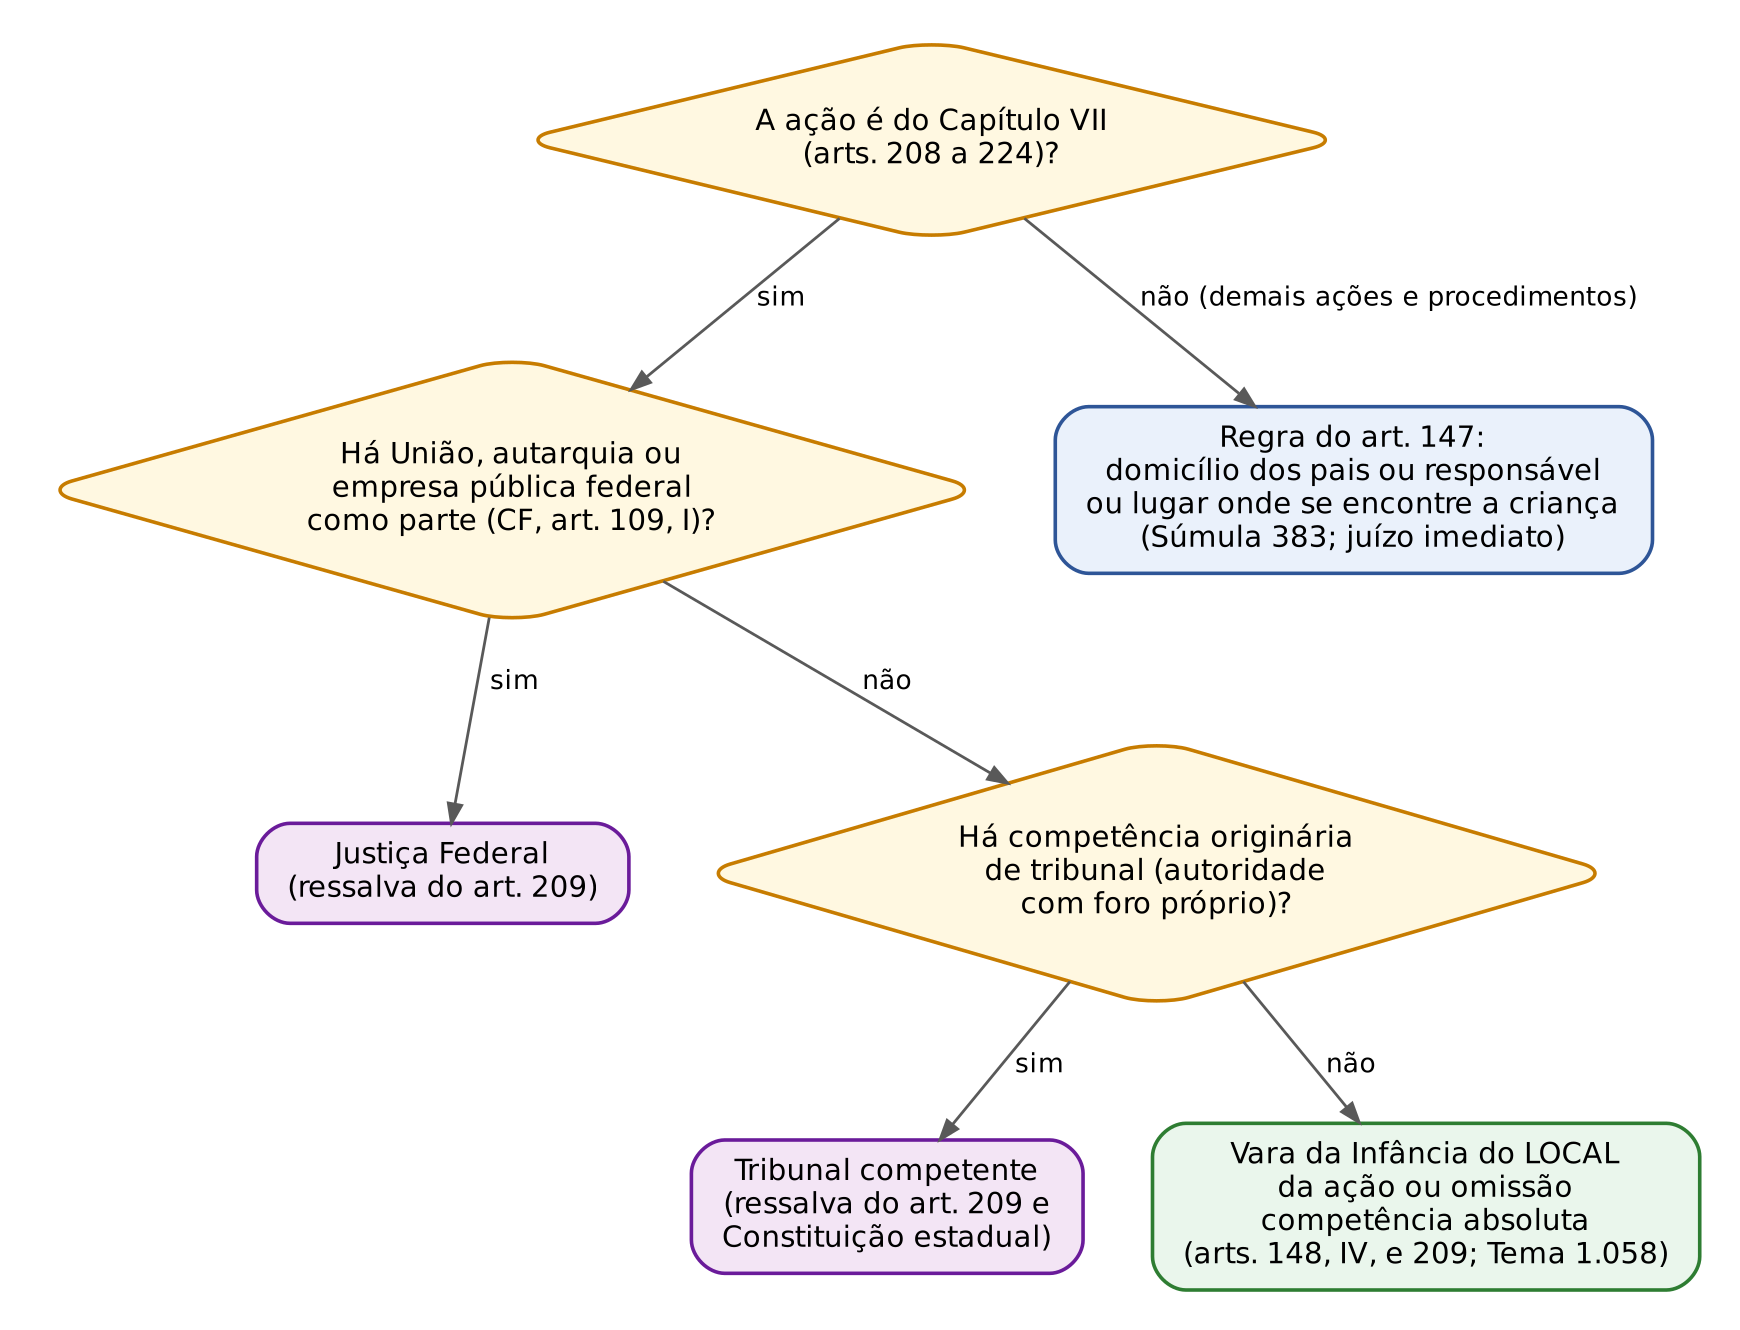 A ação é do Capítulo VII
(arts. 208 a 224)?
sim
não (demais ações e procedimentos)
Há União, autarquia ou
empresa pública federal
como parte (CF, art. 109, I)?
Regra do art. 147:
domicílio dos pais ou responsável
ou lugar onde se encontre a criança
(Súmula 383; juízo imediato)
sim
não
Justiça Federal
(ressalva do art. 209)
Há competência originária
de tribunal (autoridade
com foro próprio)?
sim
não
Tribunal competente
(ressalva do art. 209 e
Constituição estadual)
Vara da Infância do LOCAL
da ação ou omissão
competência absoluta
(arts. 148, IV, e 209; Tema 1.058)